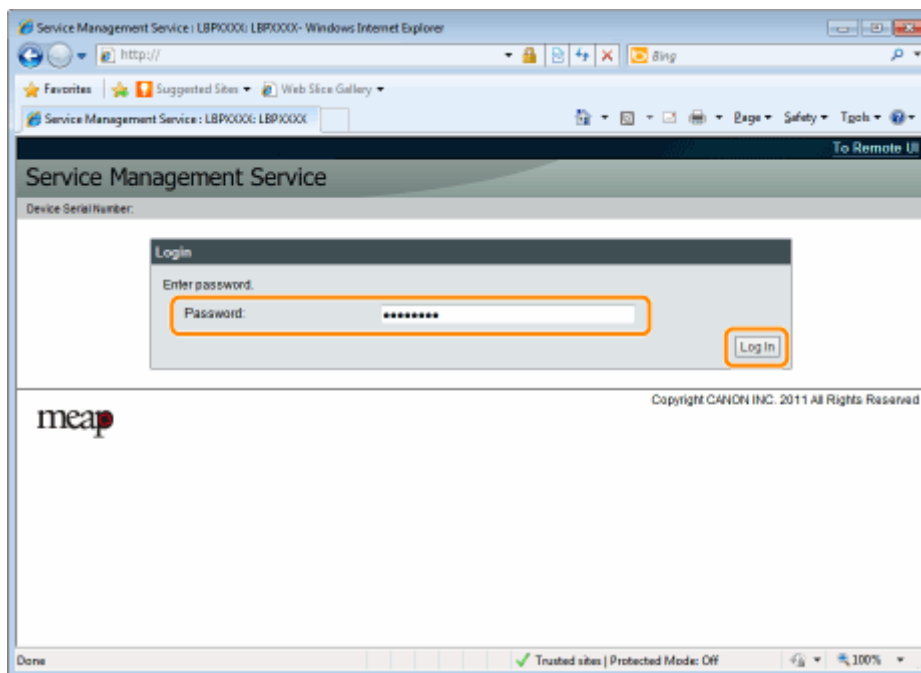 Service Management Service : LBPXXXX: LBPXXXX- Windows Internet Explorer
http://
Bing
Favorites Suggested Sites Web Slice Gallery
Service Management Service : LBPXXXX: LBPXXXX Page Safety Tools
To Remote UI
Service Management Service
Device Serial Number:
Login
Enter password.
Password: ••••••••
Log In
Copyright CANON INC. 2011 All Rights Reserved
meap
Done Trusted sites | Protected Mode: Off 100%